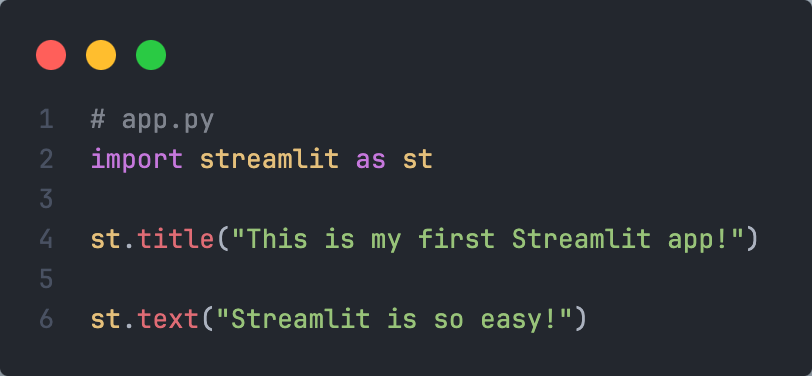 1 # app.py
2 import streamlit as st
3
4 st.title("This is my first Streamlit app!")
5
6 st.text("Streamlit is so easy!")